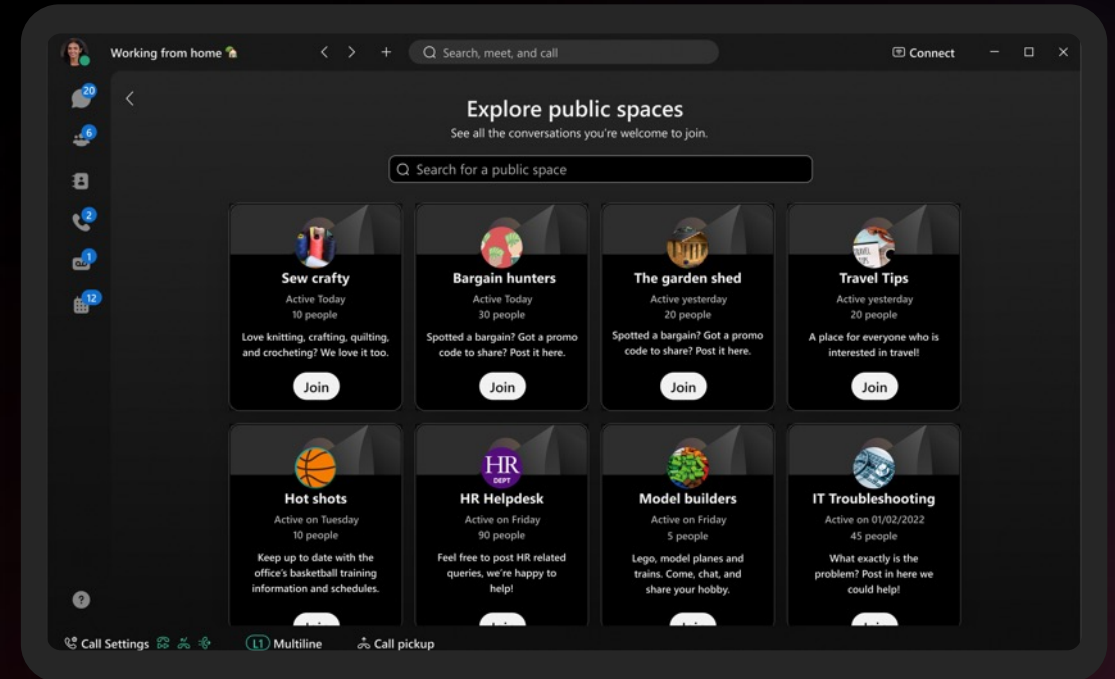 Working from home
Search, meet, and call
Connect
20
6
2
1
12
Explore public spaces
See all the conversations you're welcome to join.
Search for a public space
Sew crafty
Active Today
10 people
Love knitting, crafting, quilting,
and crocheting? We love it too.
Join
Bargain hunters
Active Today
30 people
Spotted a bargain? Got a promo
code to share? Post it here.
Join
The garden shed
Active yesterday
20 people
Spotted a bargain? Got a promo
code to share? Post it here.
Join
TRAVEL
TIPS
Travel Tips
Active yesterday
20 people
A place for everyone who is
interested in travel!
Join
Hot shots
Active on Tuesday
10 people
Keep up to date with the
office's basketball training
information and schedules.
HR
DEPT
HR Helpdesk
Active on Friday
90 people
Feel free to post HR related
queries, we're happy to
help!
Model builders
Active on Friday
5 people
Lego, model planes and
trains. Come, chat, and
share your hobby.
IT Troubleshooting
Active on 01/02/2022
45 people
What exactly is the
problem? Post in here we
could help!
?
Call Settings
L1 Multiline
Call pickup